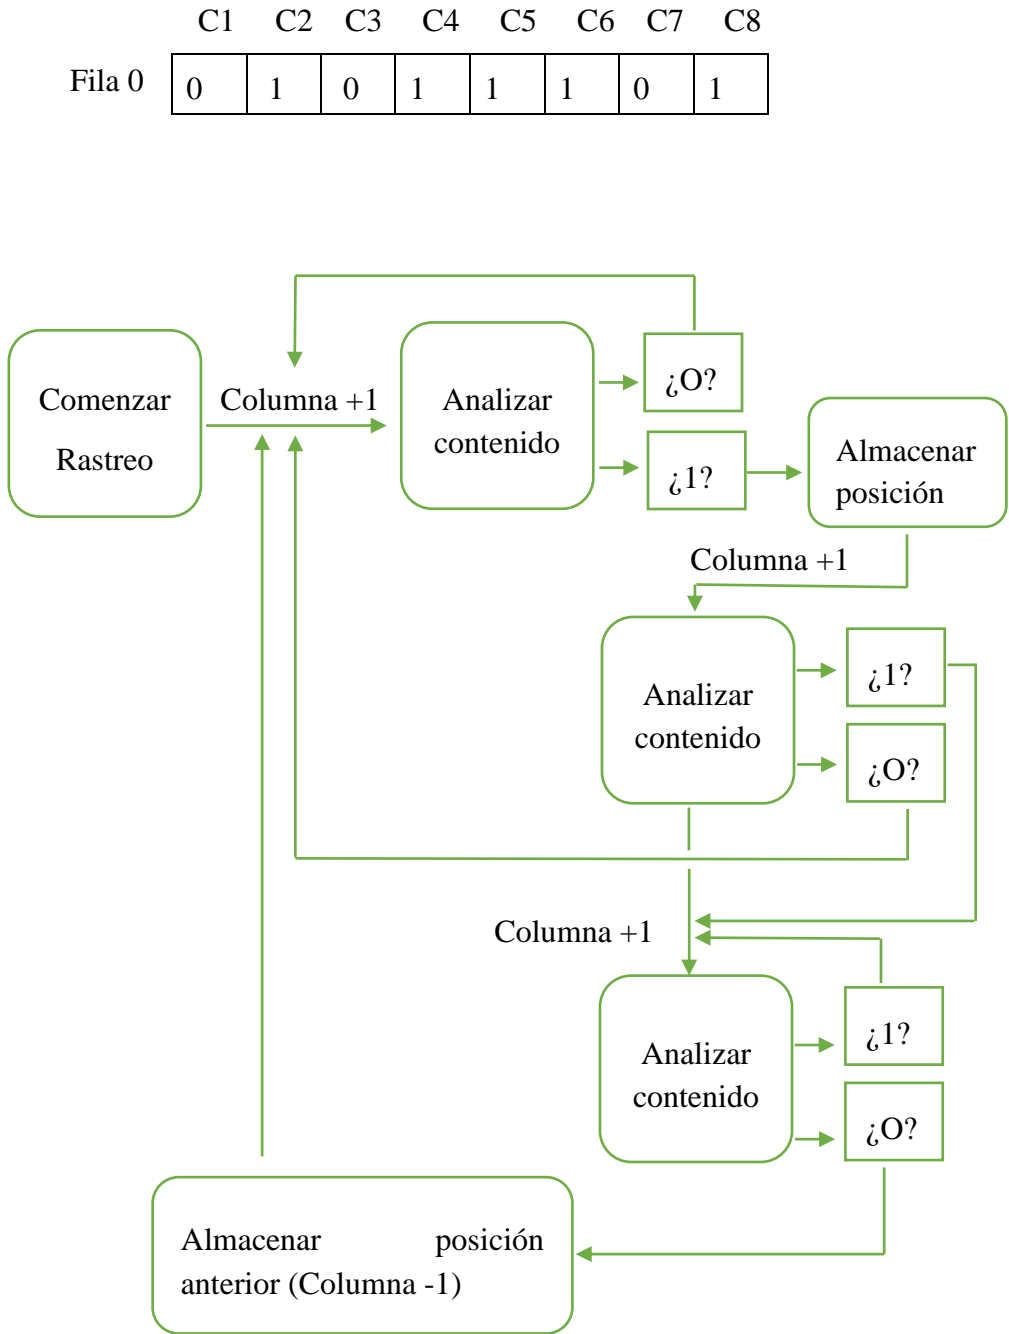 C1 C2 C3 C4 C5 C6 C7 C8
Fila 0 0 1 0 1 1 1 0 1
Comenzar
Rastreo
Columna +1
Analizar
contenido
¿O?
¿1?
Almacenar
posición
Columna +1
Analizar
contenido
¿1?
¿O?
Columna +1
Analizar
contenido
¿1?
¿O?
Almacenar posición
anterior (Columna -1)